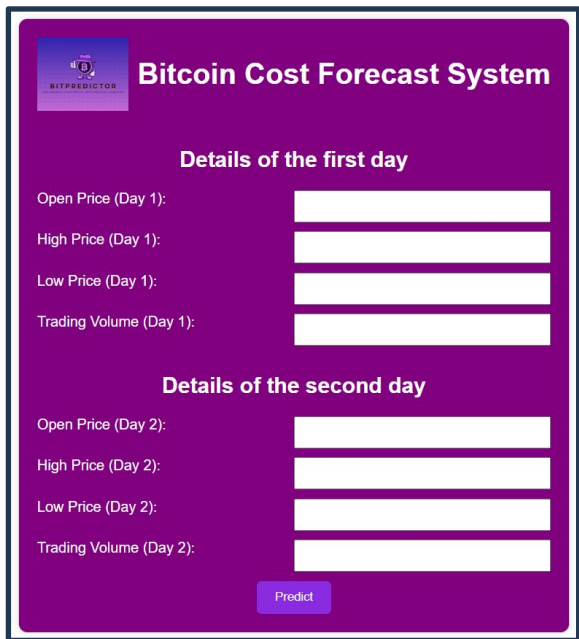 BITPREDICTOR
Bitcoin Cost Forecast System
Details of the first day
Open Price (Day 1):
High Price (Day 1):
Low Price (Day 1):
Trading Volume (Day 1):
Details of the second day
Open Price (Day 2):
High Price (Day 2):
Low Price (Day 2):
Trading Volume (Day 2):
Predict